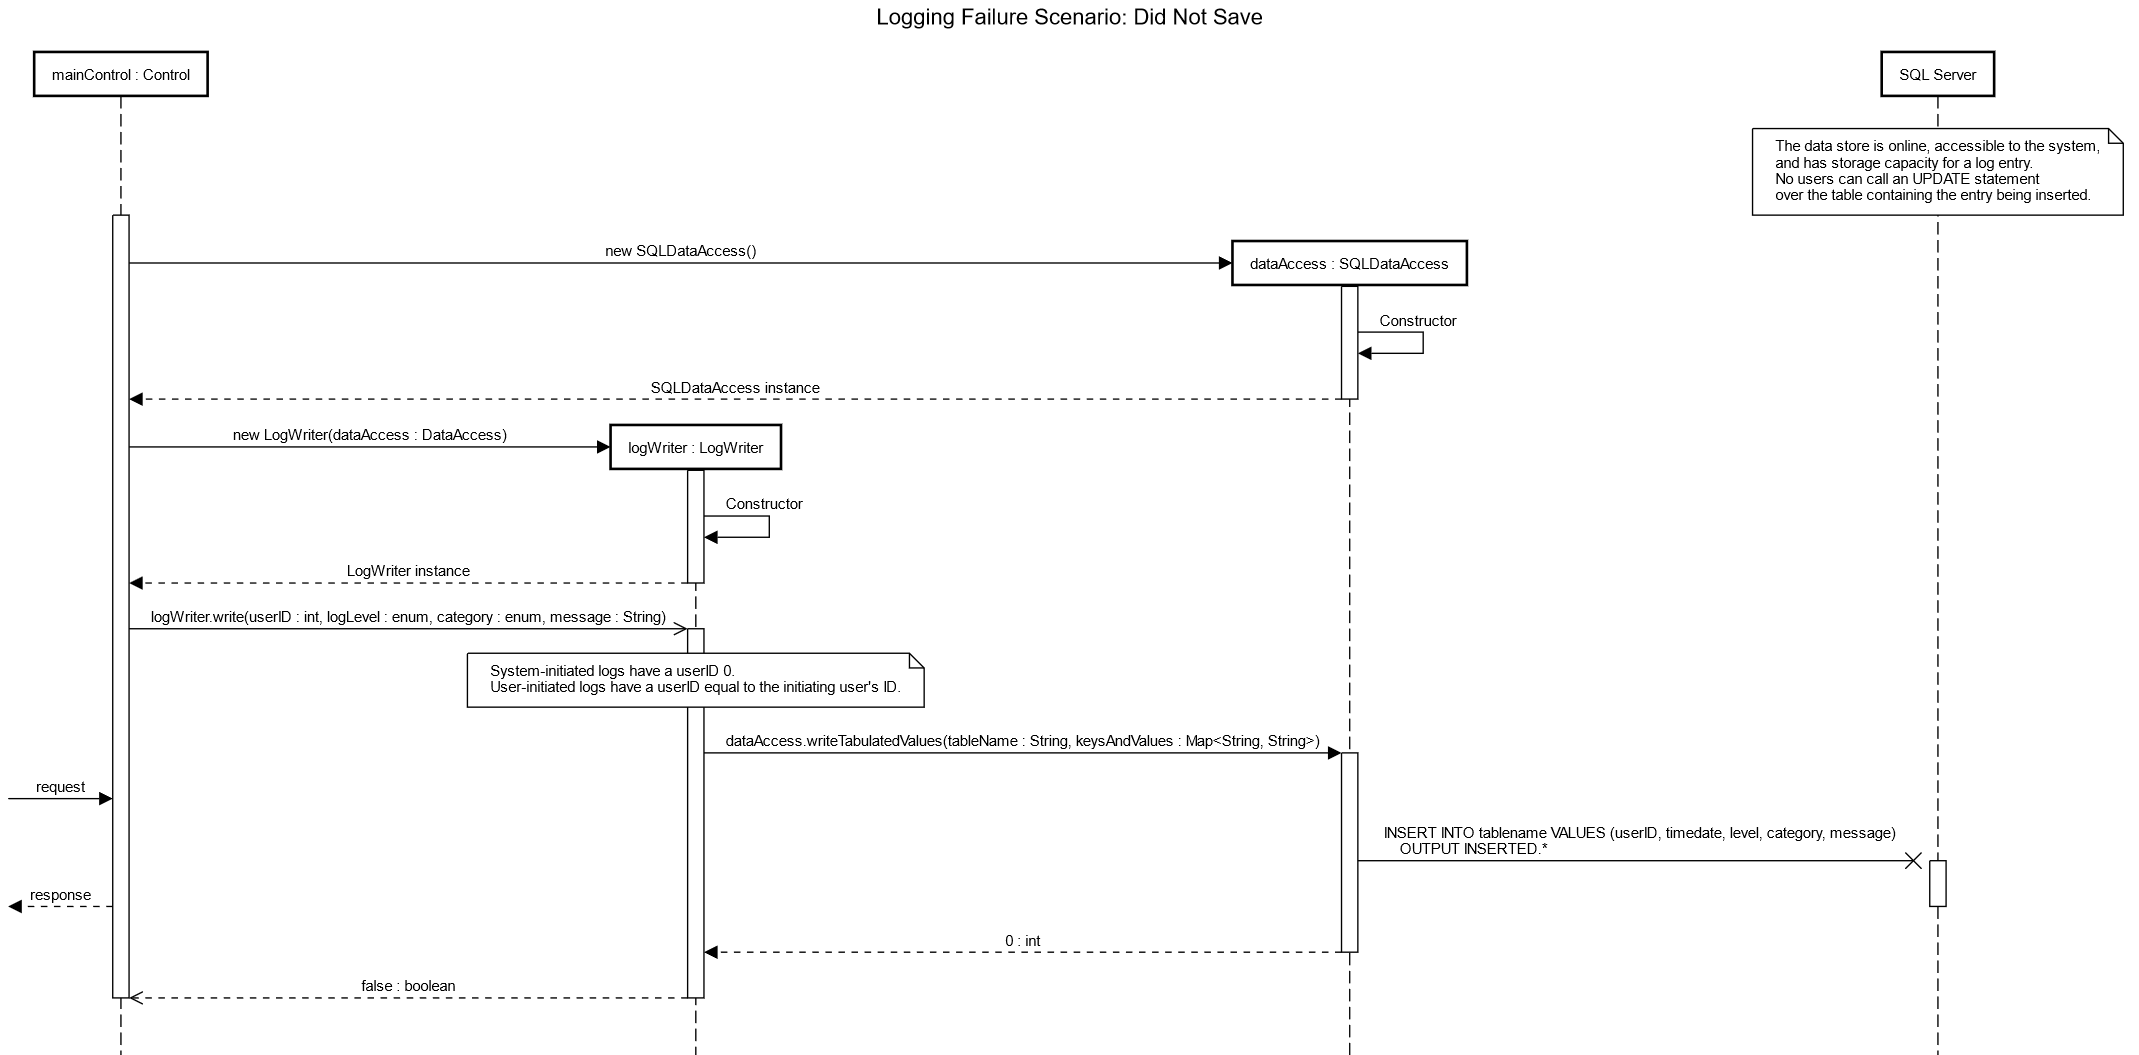 Logging Failure Scenario: Did Not Save
mainControl : Control
SQL Server
The data store is online, accessible to the system,
and has storage capacity for a log entry.
No users can call an UPDATE statement
over the table containing the entry being inserted.
new SQLDataAccess()
dataAccess : SQLDataAccess
Constructor
SQLDataAccess instance
new LogWriter(dataAccess : DataAccess)
logWriter : LogWriter
Constructor
LogWriter instance
logWriter.write(userID : int, logLevel : enum, category : enum, message : String)
System-initiated logs have a userID 0.
User-initiated logs have a userID equal to the initiating user's ID.
dataAccess.writeTabulatedValues(tableName : String, keysAndValues : Map<String, String>)
request
INSERT INTO tablename VALUES (userID, timedate, level, category, message)
OUTPUT INSERTED.*
response
0 : int
false : boolean